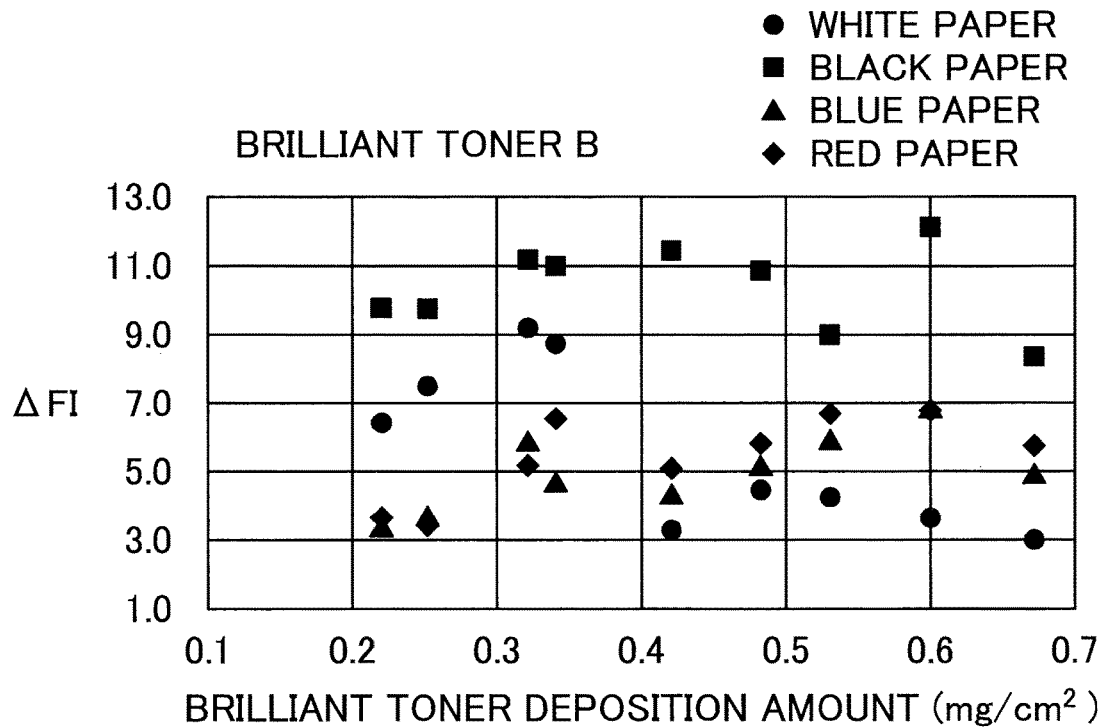 ● WHITE PAPER
■ BLACK PAPER
▲ BLUE PAPER
◆ RED PAPER
BRILLIANT TONER B
13.0
11.0
9.0
7.0
5.0
3.0
1.0
Δ FI
0.1 0.2 0.3 0.4 0.5 0.6 0.7
BRILLIANT TONER DEPOSITION AMOUNT (mg/cm²)